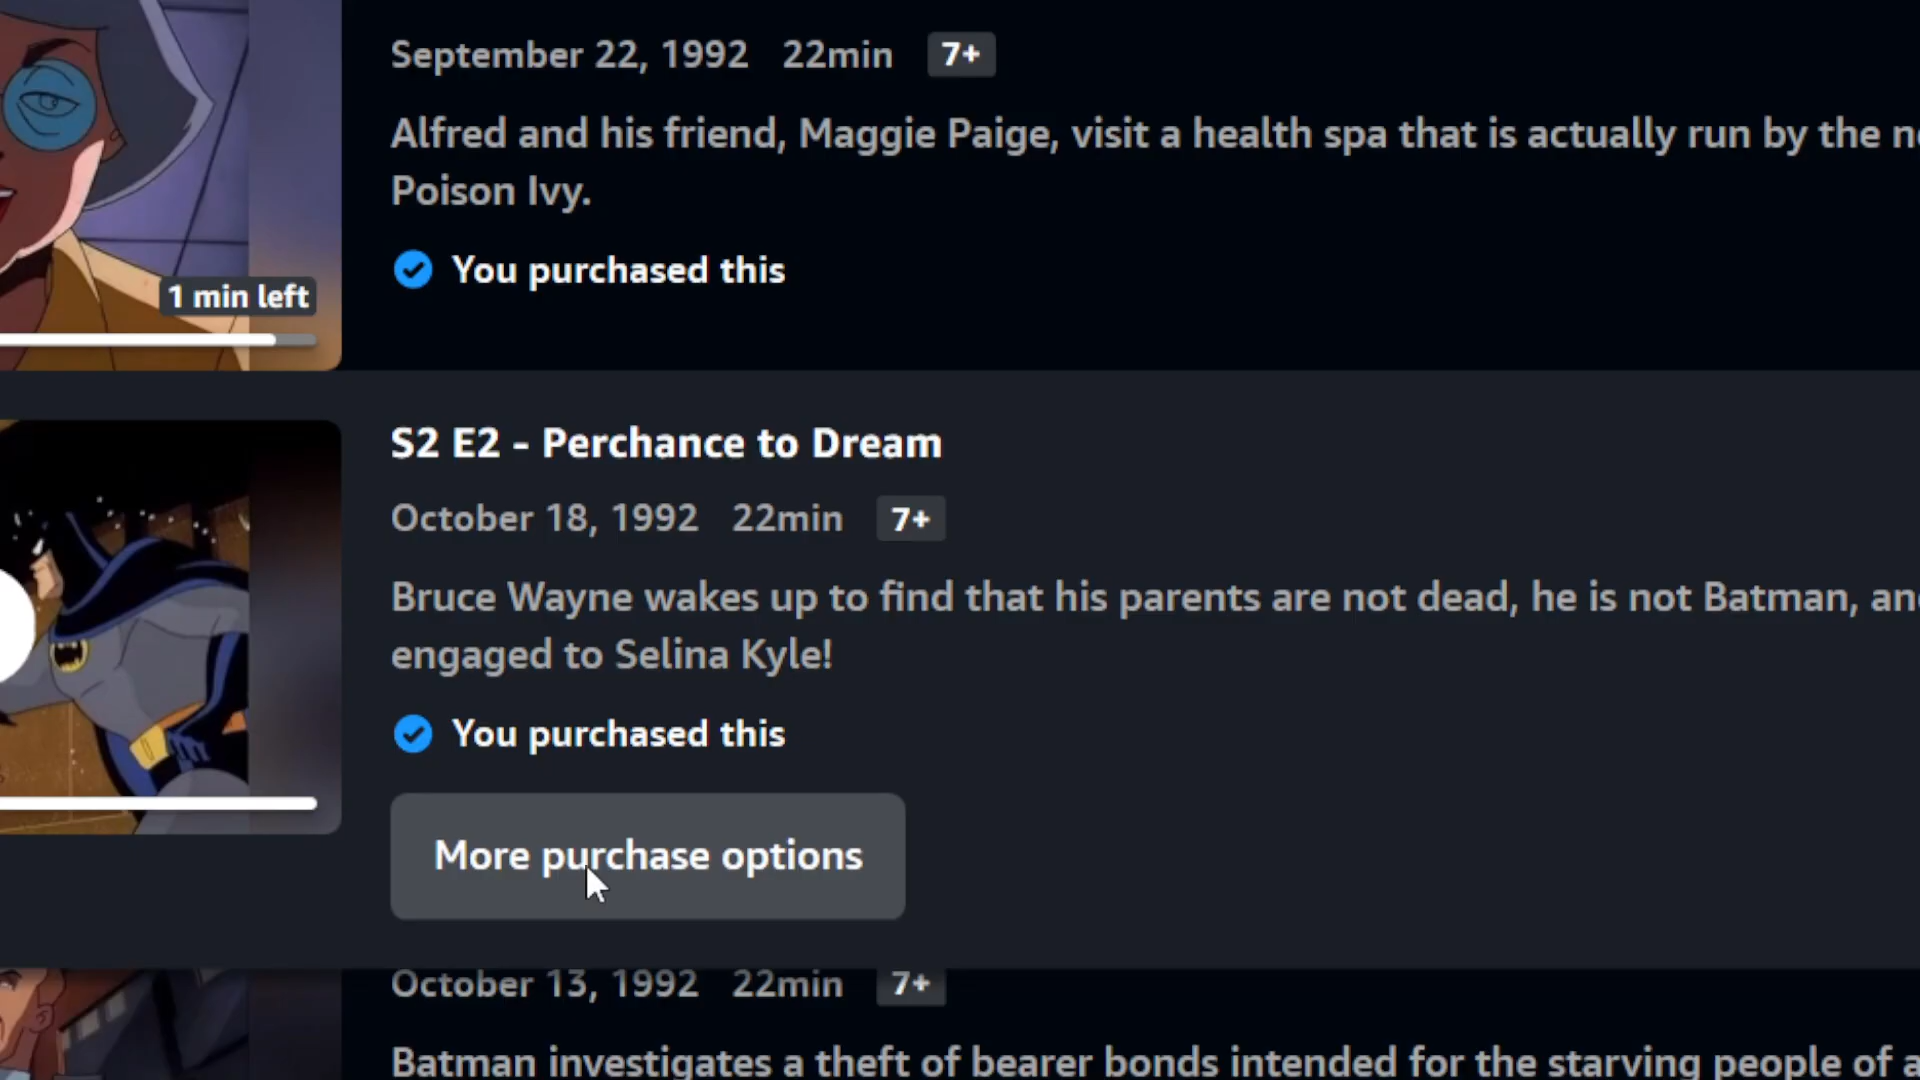 September 22, 1992 22min 7+
Alfred and his friend, Maggie Paige, visit a health spa that is actually run by the
Poison Ivy.
You purchased this
1 min left
S2 E2 - Perchance to Dream
October 18, 1992 22min 7+
Bruce Wayne wakes up to find that his parents are not dead, he is not Batman,
engaged to Selina Kyle!
You purchased this
More purchase options
October 13, 1992 22min 7+
Batman investigates a theft of bearer bonds intended for the starving people of